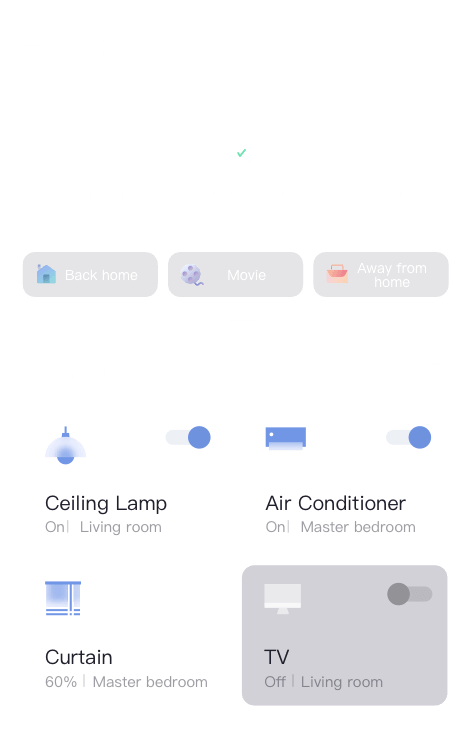 Back home
Movie
Away from
home
Ceiling Lamp
On| Living room
Air Conditioner
On| Master bedroom
Curtain
60% | Master bedroom
TV
Off | Living room